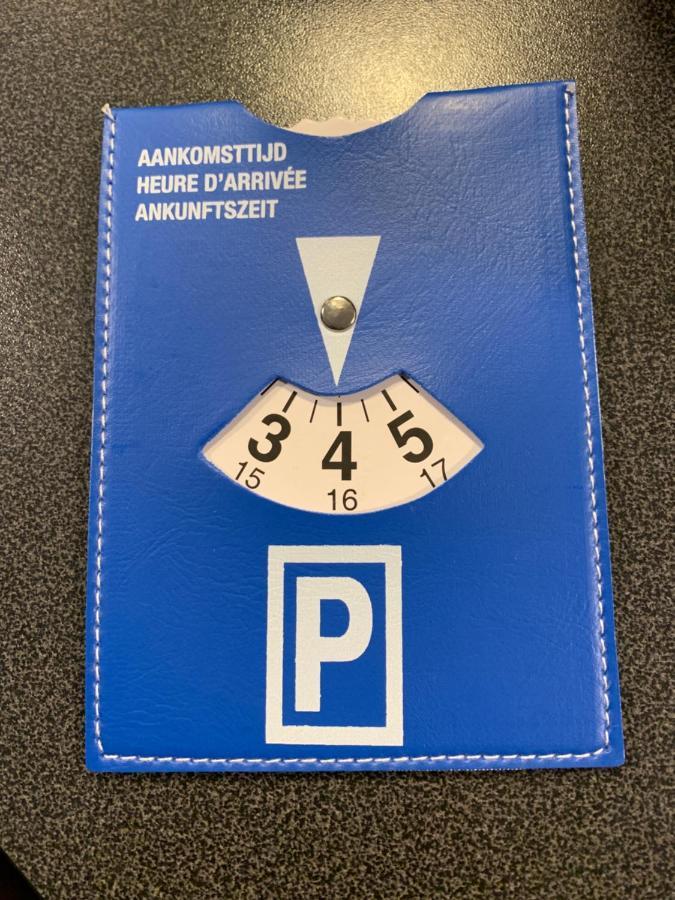 AANKOMSTTIJD
HEURE D'ARRIVÉE
ANKUNFTSZEIT
3 4 5
15 16 17
P